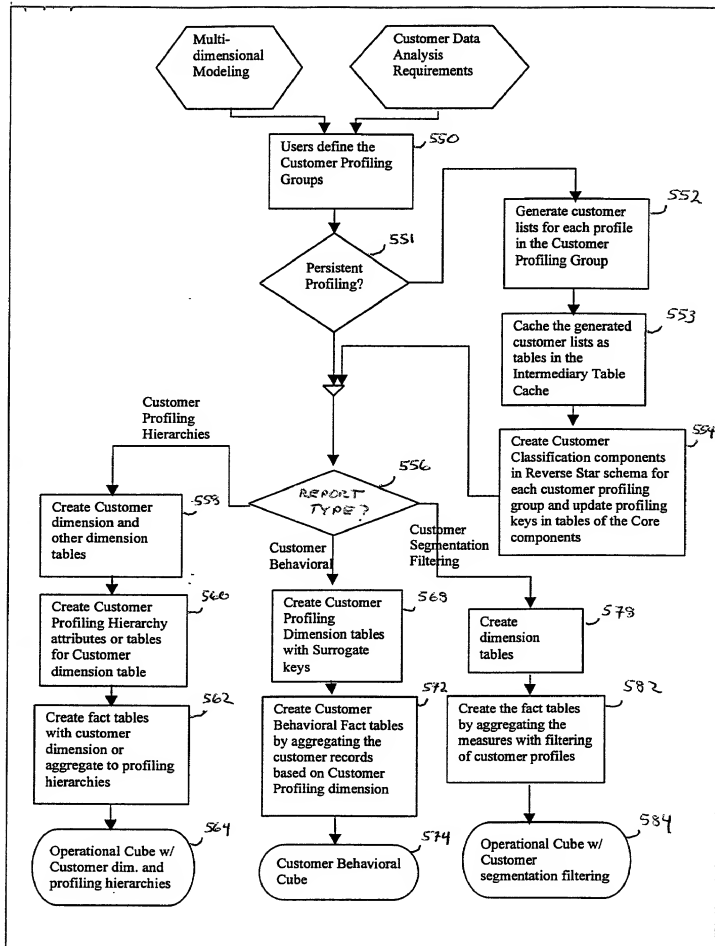 Multi-
dimensional
Modeling
Customer Data
Analysis
Requirements
Users define the
Customer Profiling
Groups
550
551
Persistent
Profiling?
552
Generate customer
lists for each profile
in the Customer
Profiling Group
553
Cache the generated
customer lists as
tables in the
Intermediary Table
Cache
554
Create Customer
Classification components
in Reverse Star schema for
each customer profiling
group and update profiling
keys in tables of the Core
components
Customer
Profiling
Hierarchies
556
REPORT
TYPE?
Customer
Behavioral
Customer
Segmentation
Filtering
558
Create Customer
dimension and
other dimension
tables
560
Create Customer
Profiling Hierarchy
attributes or tables
for Customer
dimension table
562
Create fact tables
with customer
dimension or
aggregate to profiling
hierarchies
564
Operational Cube w/
Customer dim. and
profiling hierarchies
568
Create Customer
Profiling
Dimension tables
with Surrogate
keys
572
Create Customer
Behavioral Fact tables
by aggregating the
customer records
based on Customer
Profiling dimension
574
Customer Behavioral
Cube
578
Create
dimension
tables
582
Create the fact tables
by aggregating the
measures with filtering
of customer profiles
584
Operational Cube w/
Customer
segmentation filtering